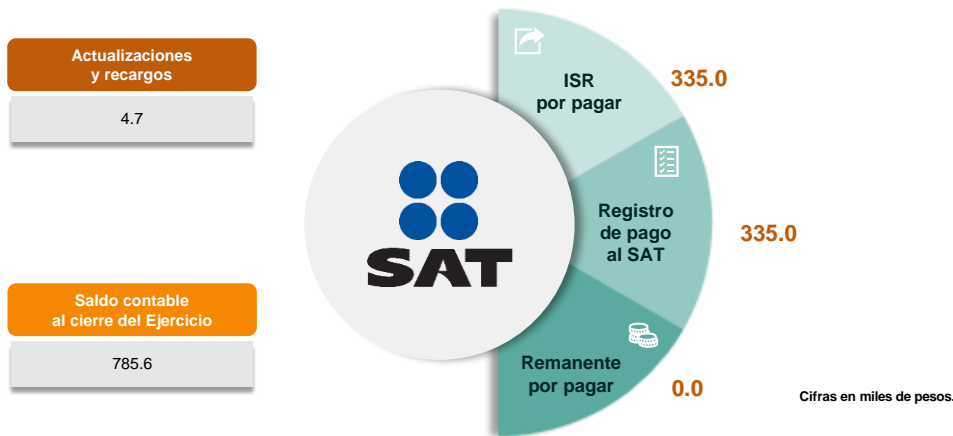 Actualizaciones
y recargos
4.7
Saldo contable
al cierre del Ejercicio
785.6
SAT
ISR
por pagar
335.0
Registro
de pago
al SAT
335.0
Remanente
por pagar
0.0
Cifras en miles de pesos.